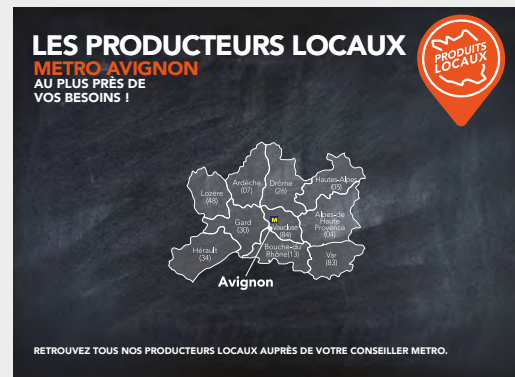 LES PRODUCTEURS LOCAUX
METRO AVIGNON
AU PLUS PRÈS DE
VOS BESOINS !
PRODUITS
LOCAUX
Ardèche
(07)
Drôme
(26)
Hautes-Alpes
(05)
Lozère
(48)
Gard
(30)
M
Vaucluse
(84)
Alpes-de
Haute
Provence
(04)
Hérault
(34)
Bouche-du
Rhône(13)
Var
(83)
Avignon
RETROUVEZ TOUS NOS PRODUCTEURS LOCAUX AUPRÈS DE VOTRE CONSEILLER METRO.